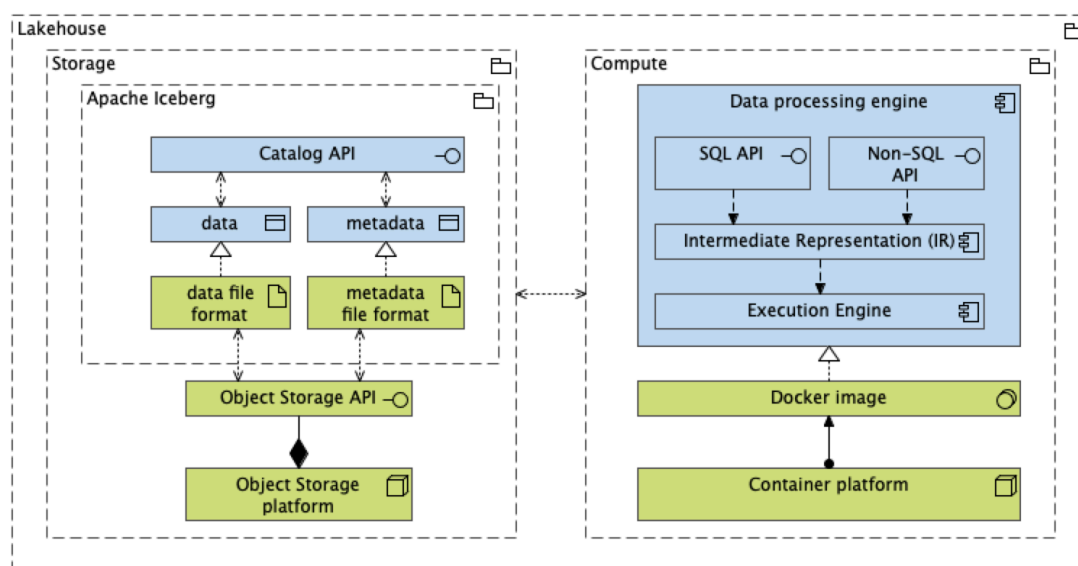 Lakehouse
Storage
Apache Iceberg
Catalog API
data
metadata
data file
format
metadata
file format
Object Storage API
Object Storage
platform
Compute
Data processing engine
SQL API
Non-SQL
API
Intermediate Representation (IR)
Execution Engine
Docker image
Container platform